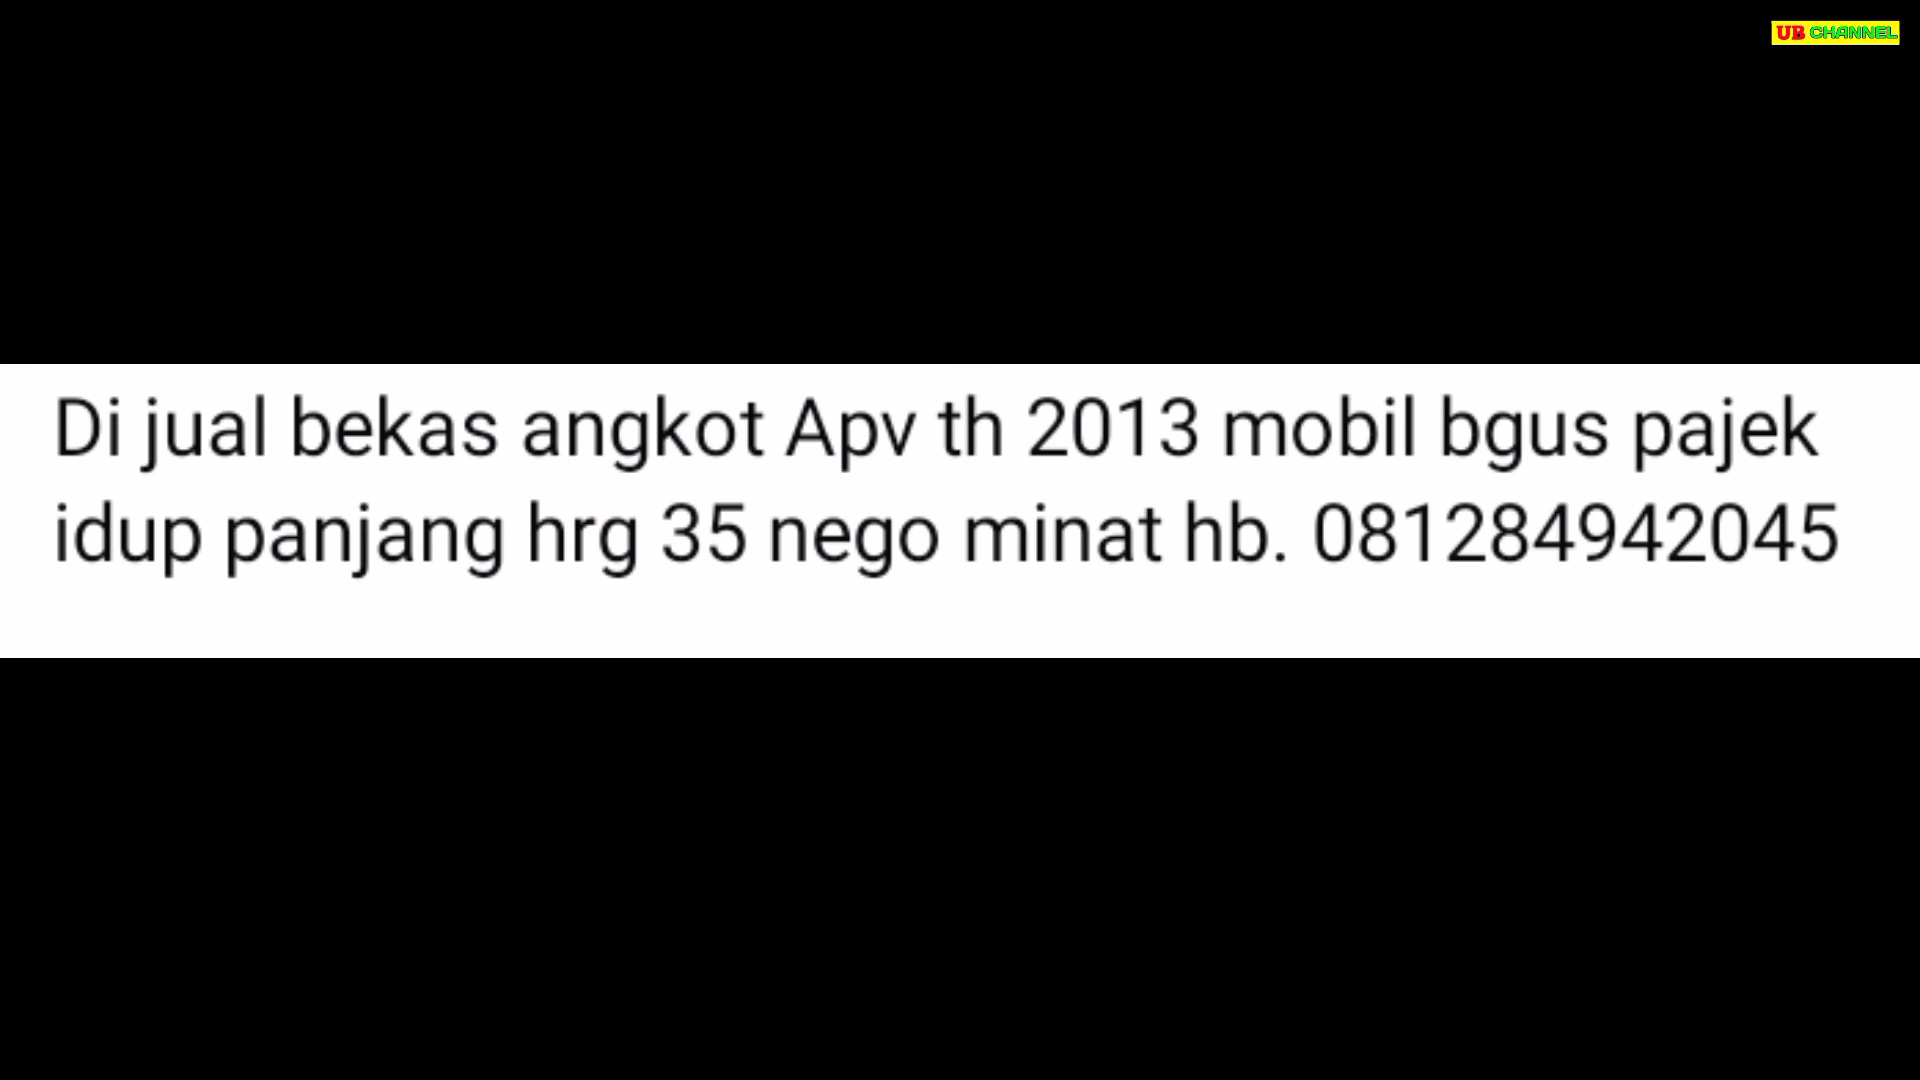 UB CHANNEL
Di jual bekas angkot Apv th 2013 mobil bgus pajek
idup panjang hrg 35 nego minat hb. 081284942045